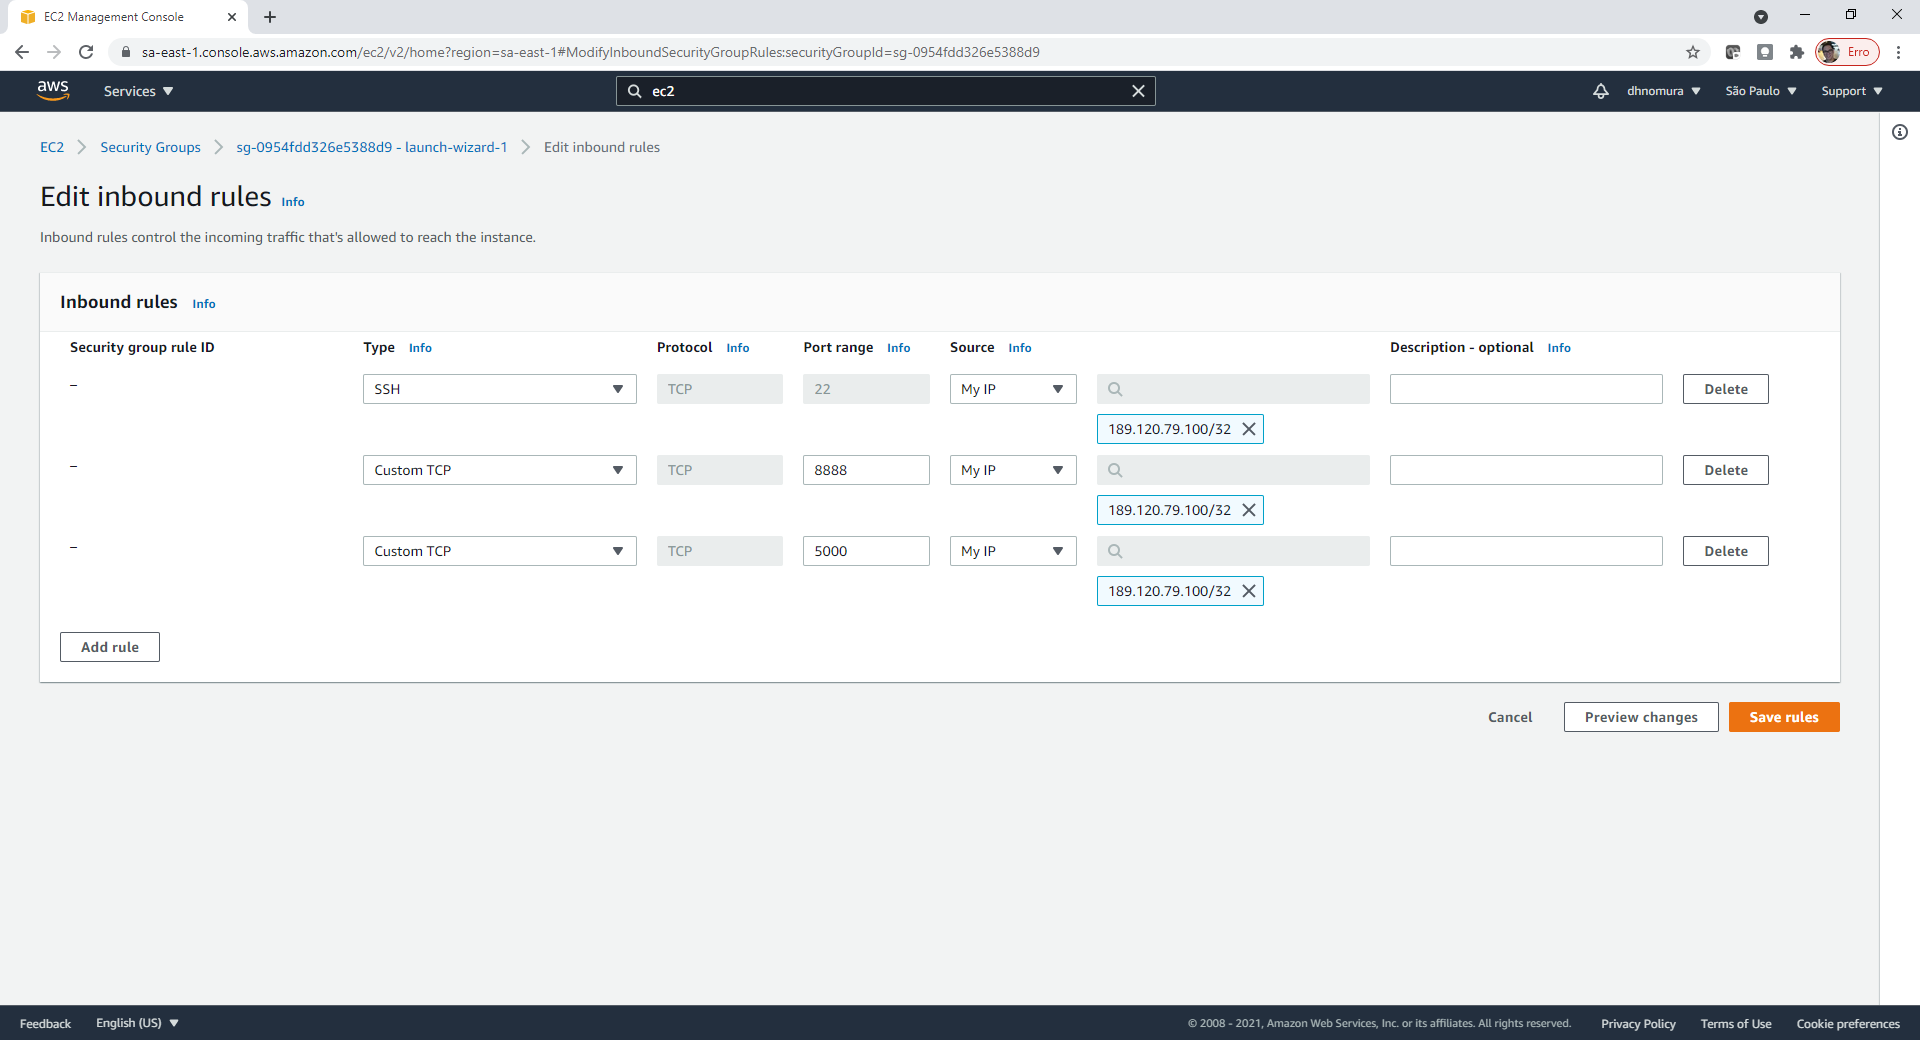 EC2 Management Console
sa-east-1.console.aws.amazon.com/ec2/v2/home?region=sa-east-1#ModifyInboundSecurityGroupRules:securityGroupId=sg-0954fdd326e5388d9
Erro
aws
Services
ec2
dhnomura
São Paulo
Support
EC2 > Security Groups > sg-0954fdd326e5388d9 - launch-wizard-1 > Edit inbound rules
Edit inbound rules Info
Inbound rules control the incoming traffic that's allowed to reach the instance.
Inbound rules Info
Security group rule ID Type Info Protocol Info Port range Info Source Info Description - optional Info
– SSH TCP 22 My IP Delete
189.120.79.100/32
– Custom TCP TCP 8888 My IP Delete
189.120.79.100/32
– Custom TCP TCP 5000 My IP Delete
189.120.79.100/32
Add rule
Cancel Preview changes Save rules
Feedback English (US) © 2008 - 2021, Amazon Web Services, Inc. or its affiliates. All rights reserved. Privacy Policy Terms of Use Cookie preferences